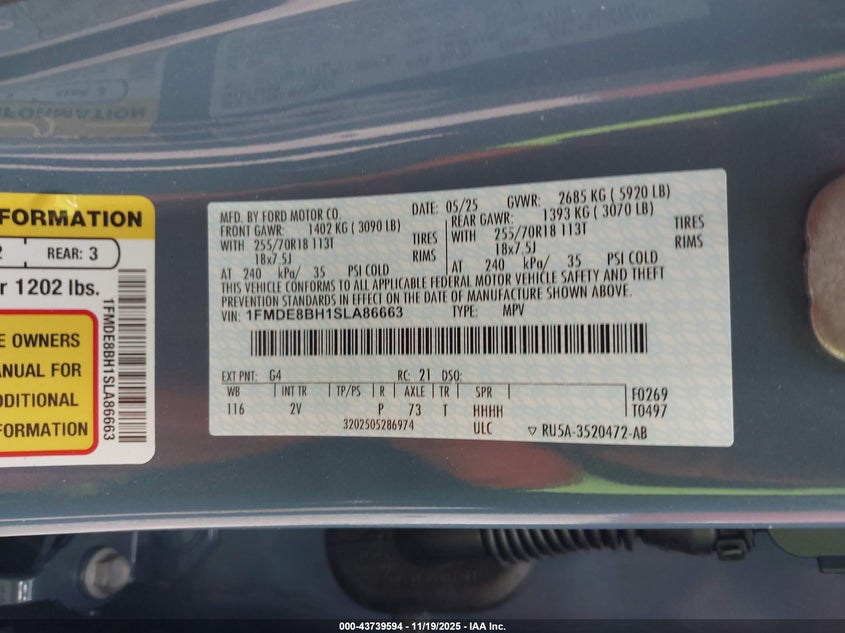 FORMATION
2 REAR: 3
r 1202 lbs.
E OWNERS
ANUAL FOR
DDITIONAL
FORMATION
1FMDE8BH1SLA86663
MFD. BY FORD MOTOR CO. DATE: 05/25 GVWR: 2685 KG ( 5920 LB)
FRONT GAWR: 1402 KG ( 3090 LB) REAR GAWR: 1393 KG ( 3070 LB)
WITH 255/70R18 113T TIRES WITH 255/70R18 113T TIRES
18x7.5J RIMS 18x7.5J RIMS
AT 240 kPa/ 35 PSI COLD AT 240 kPa/ 35 PSI COLD
THIS VEHICLE CONFORMS TO ALL APPLICABLE FEDERAL MOTOR VEHICLE SAFETY AND THEFT
PREVENTION STANDARDS IN EFFECT ON THE DATE OF MANUFACTURE SHOWN ABOVE.
VIN: 1FMDE8BH1SLA86663 TYPE: MPV
EXT PNT: G4 RC: 21 DSO:
WB INT TR TP/PS R AXLE TR SPR F0269
116 2V P 73 T HHHH T0497
3202505286974 ULC ▽ RU5A-3520472-AB
000-43739594 - 11/19/2025 - IAA Inc.